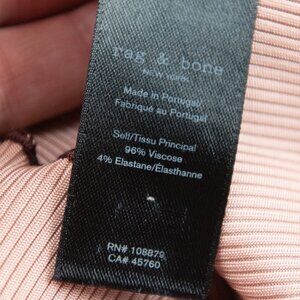 rag & bone
NEW YORK
Made in Portugal/
Fabriqué au Portugal
Self/Tissu Principal
96% Viscose
4% Elastane/Élasthanne
RN# 108879
CA# 45760